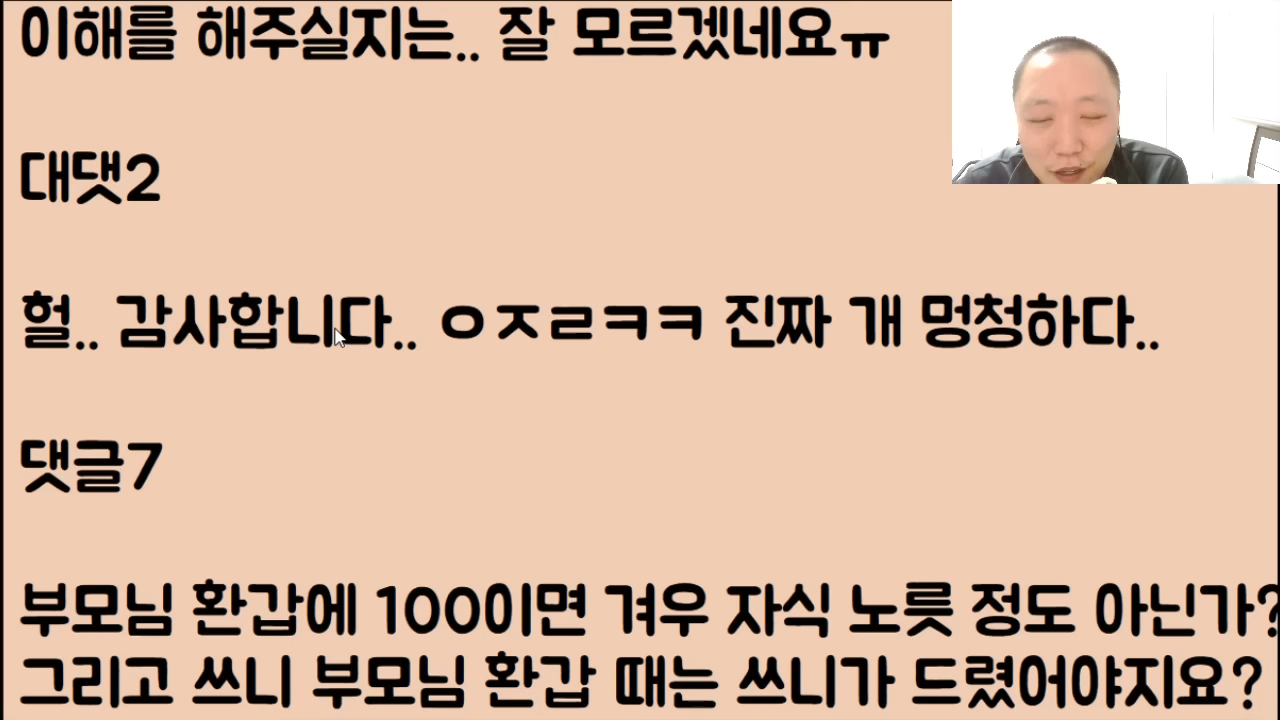 이해를 해주실지는.. 잘 모르겠네요ㅠ
대댓2
헐.. 감사합니다.. ㅇㅈㄹㅋㅋ 진짜 개 멍청하다..
댓글7
부모님 환갑에 100이면 겨우 자식 노릇 정도 아닌가?
그리고 쓰니 부모님 환갑 때는 쓰니가 드렸어야지요?